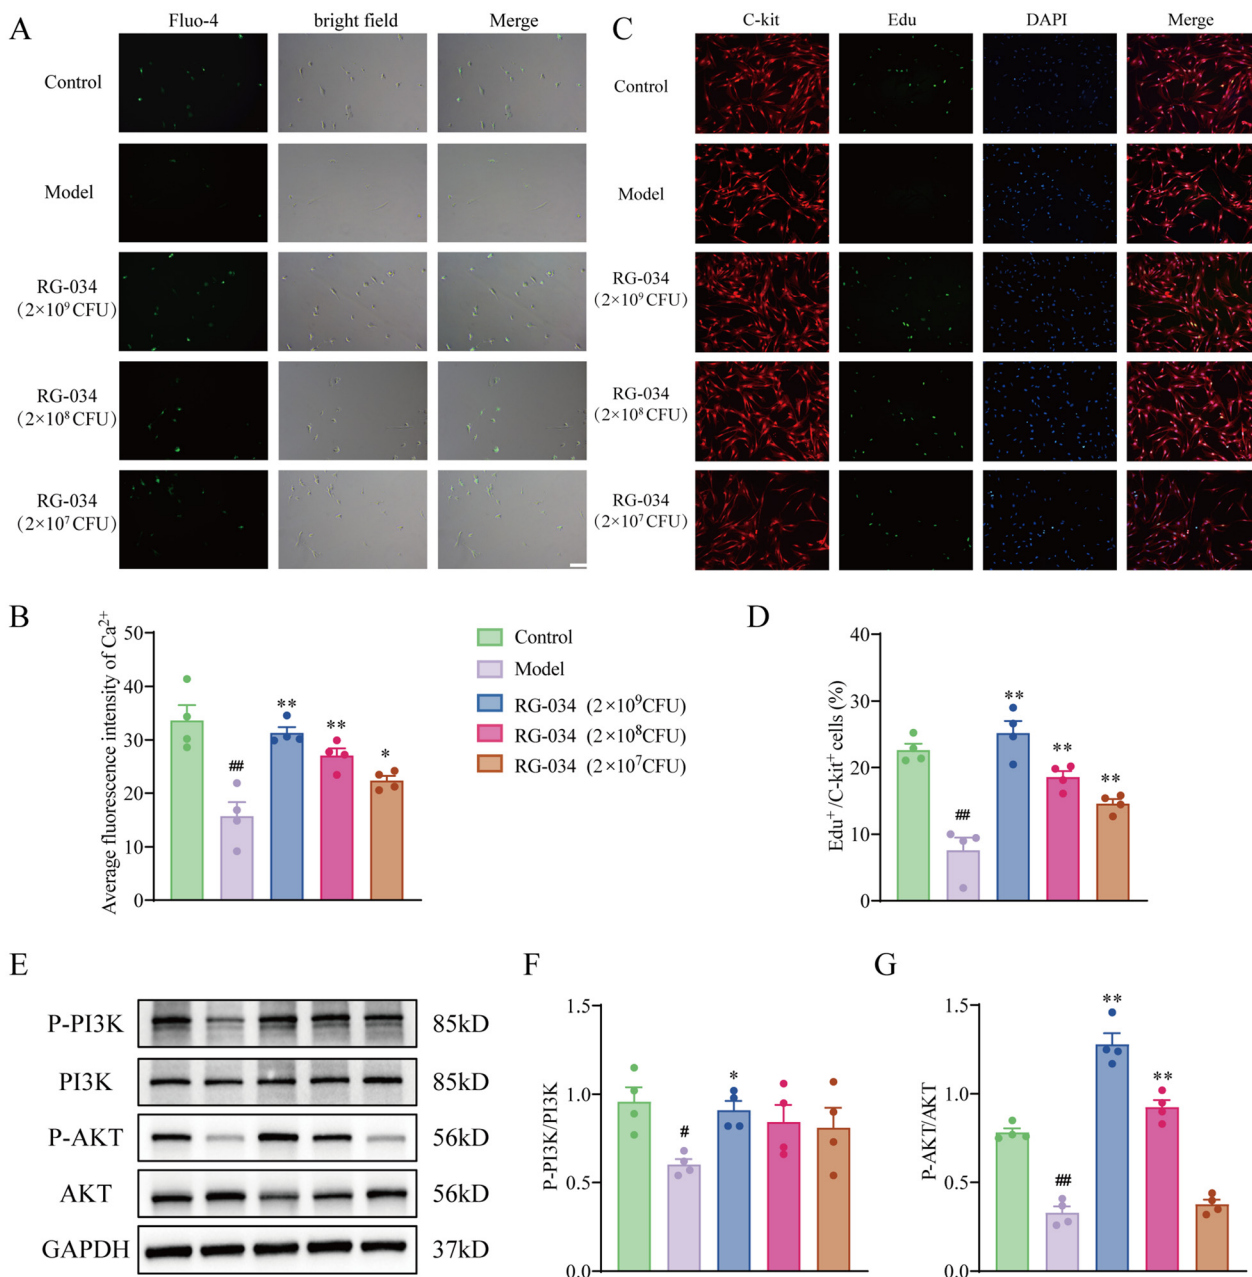 A
Fluo-4 bright field Merge
Control
Model
RG-034
(2×10⁹CFU)
RG-034
(2×10⁸CFU)
RG-034
(2×10⁷CFU)
C
C-kit Edu DAPI Merge
Control
Model
RG-034
(2×10⁹CFU)
RG-034
(2×10⁸CFU)
RG-034
(2×10⁷CFU)
B
Average fluorescence intensity of Ca²⁺
50
40
30
20
10
0
##
**
**
*
Control
Model
RG-034 (2×10⁹CFU)
RG-034 (2×10⁸CFU)
RG-034 (2×10⁷CFU)
D
Edu⁺/C-kit⁺ cells (%)
40
30
20
10
0
##
**
**
**
E
P-PI3K 85kD
PI3K 85kD
P-AKT 56kD
AKT 56kD
GAPDH 37kD
F
P-PI3K/PI3K
1.5
1.0
0.5
0.0
#
*
G
P-AKT/AKT
1.5
1.0
0.5
0.0
##
**
**